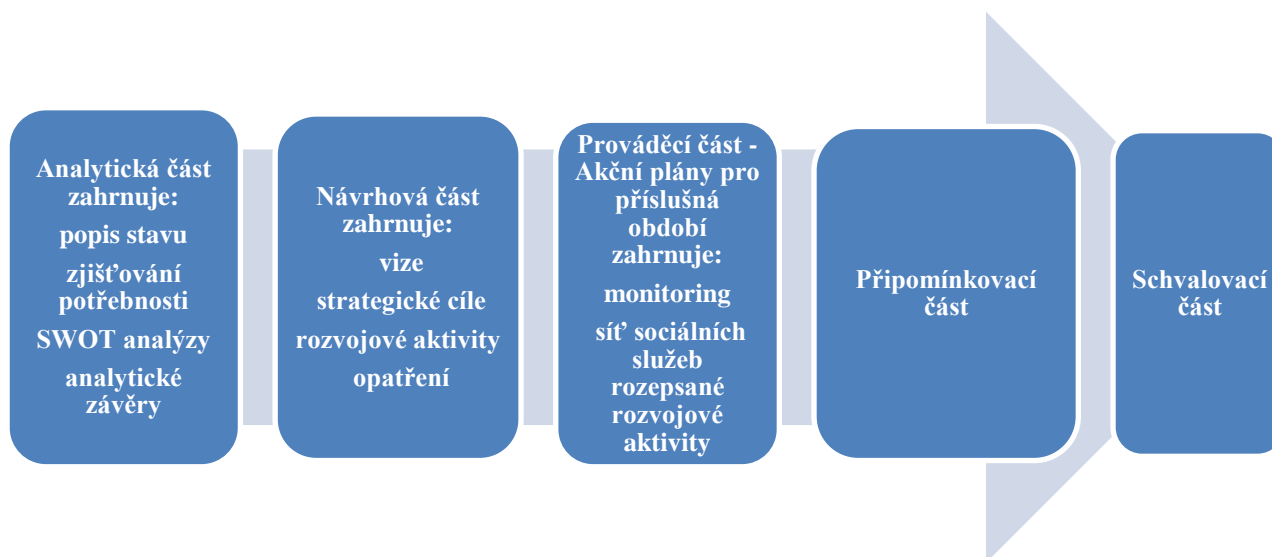 Analytická část
zahrnuje:
popis stavu
zjišťování
potřebnosti
SWOT analýzy
analytické
závěry
Návrhová část
zahrnuje:
vize
strategické cíle
rozvojové aktivity
opatření
Prováděcí část -
Akční plány pro
příslušná
období
zahrnuje:
monitoring
síť sociálních
služeb
rozepsané
rozvojové
aktivity
Připomínkovací
část
Schvalovací
část